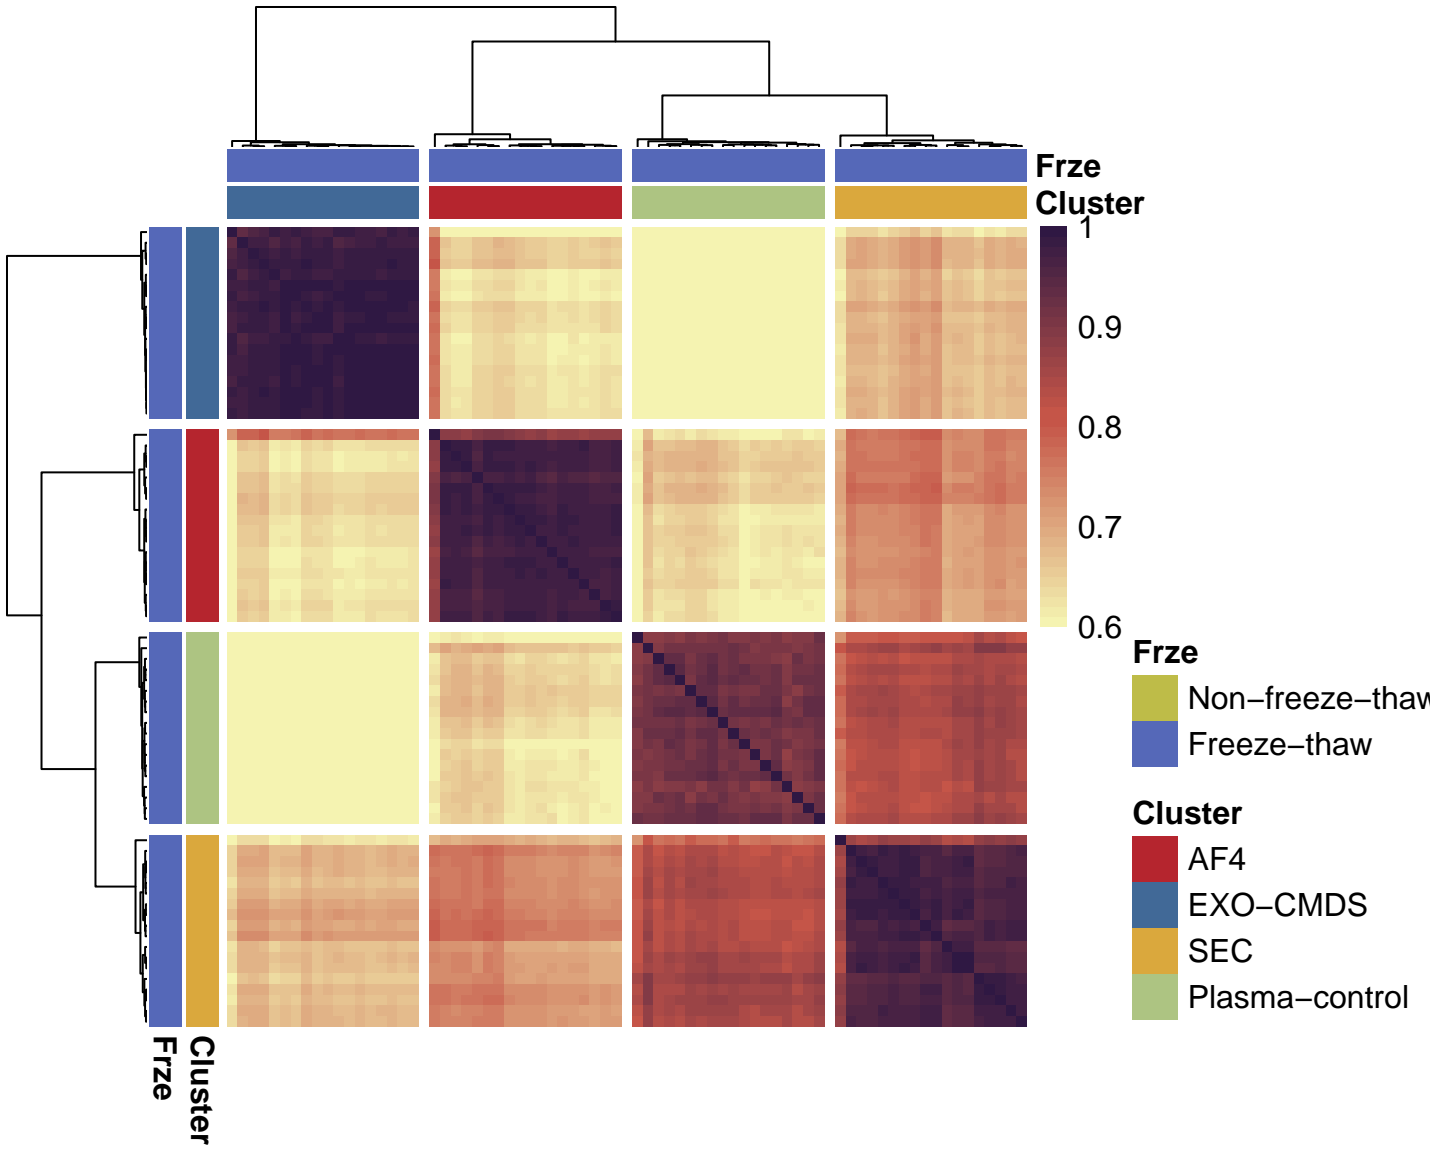 Frze
Cluster
1
0.9
0.8
0.7
0.6
Frze
Non−freeze−thaw
Freeze−thaw
Cluster
AF4
EXO−CMDS
SEC
Plasma−control
Frze
Cluster